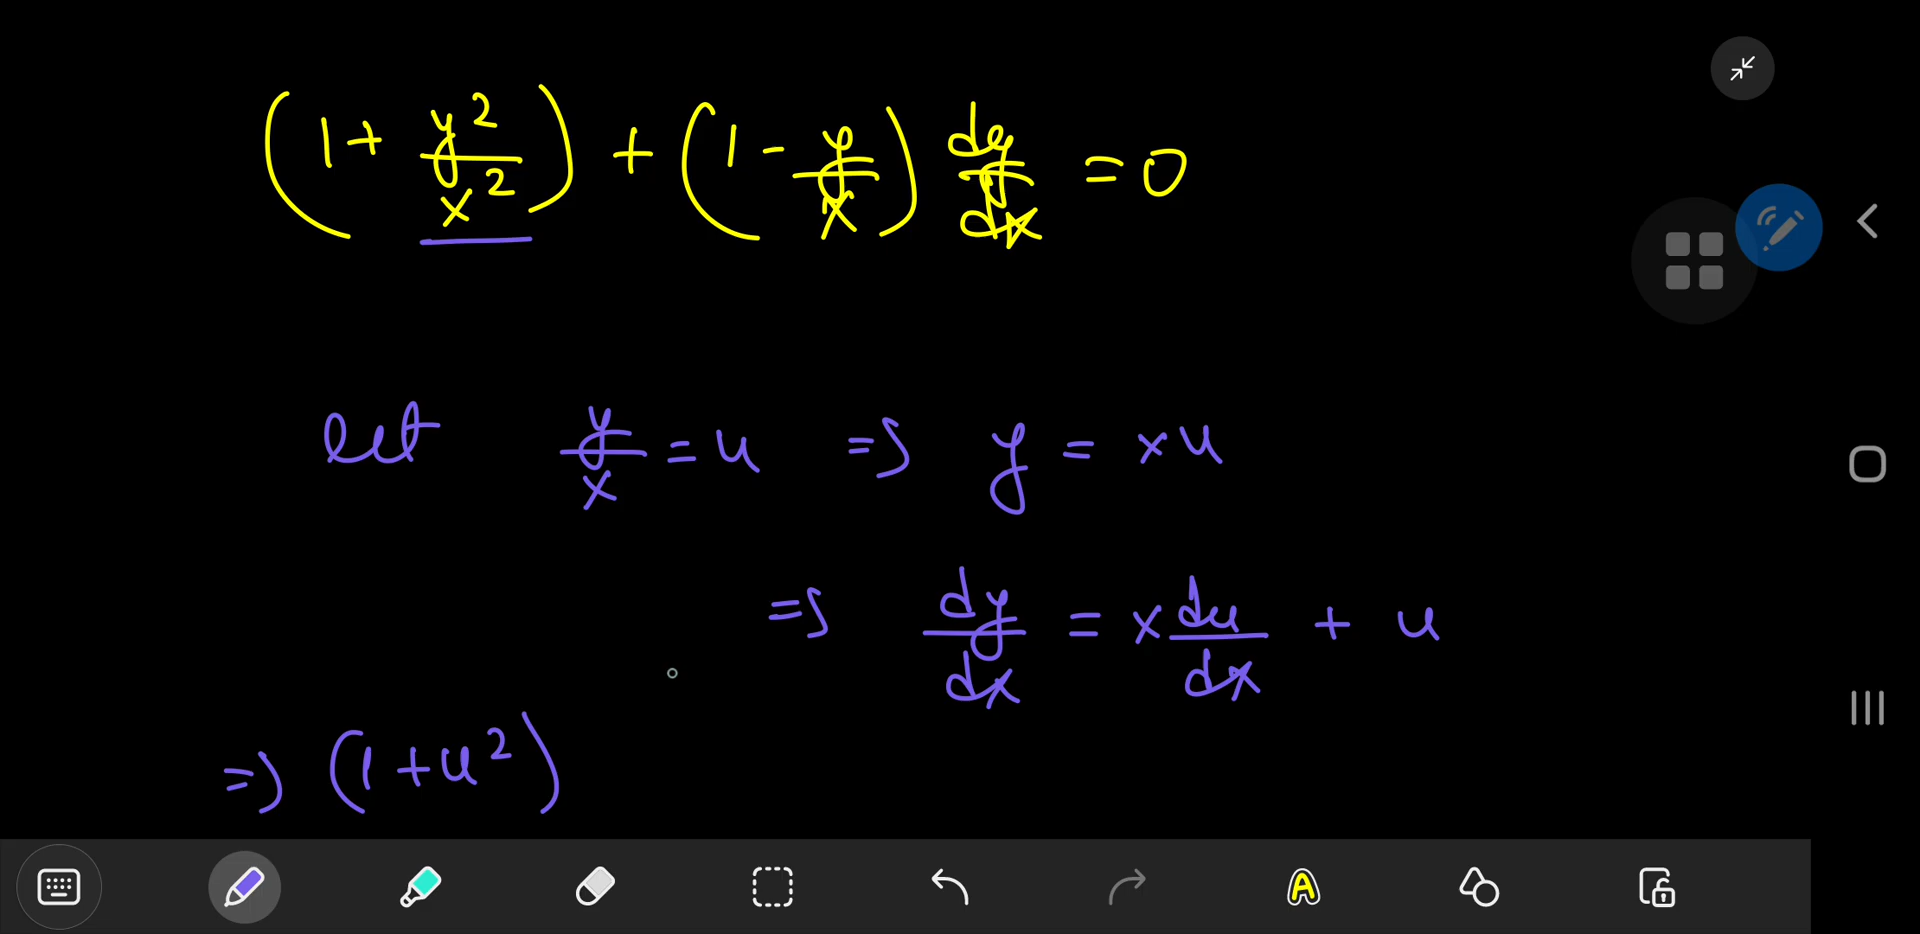 (1 + y²/x²) + (1 - y/x) dy/dx = 0
let y/x = u => y = xu
=> dy/dx = x du/dx + u
=> (1 + u²)
A